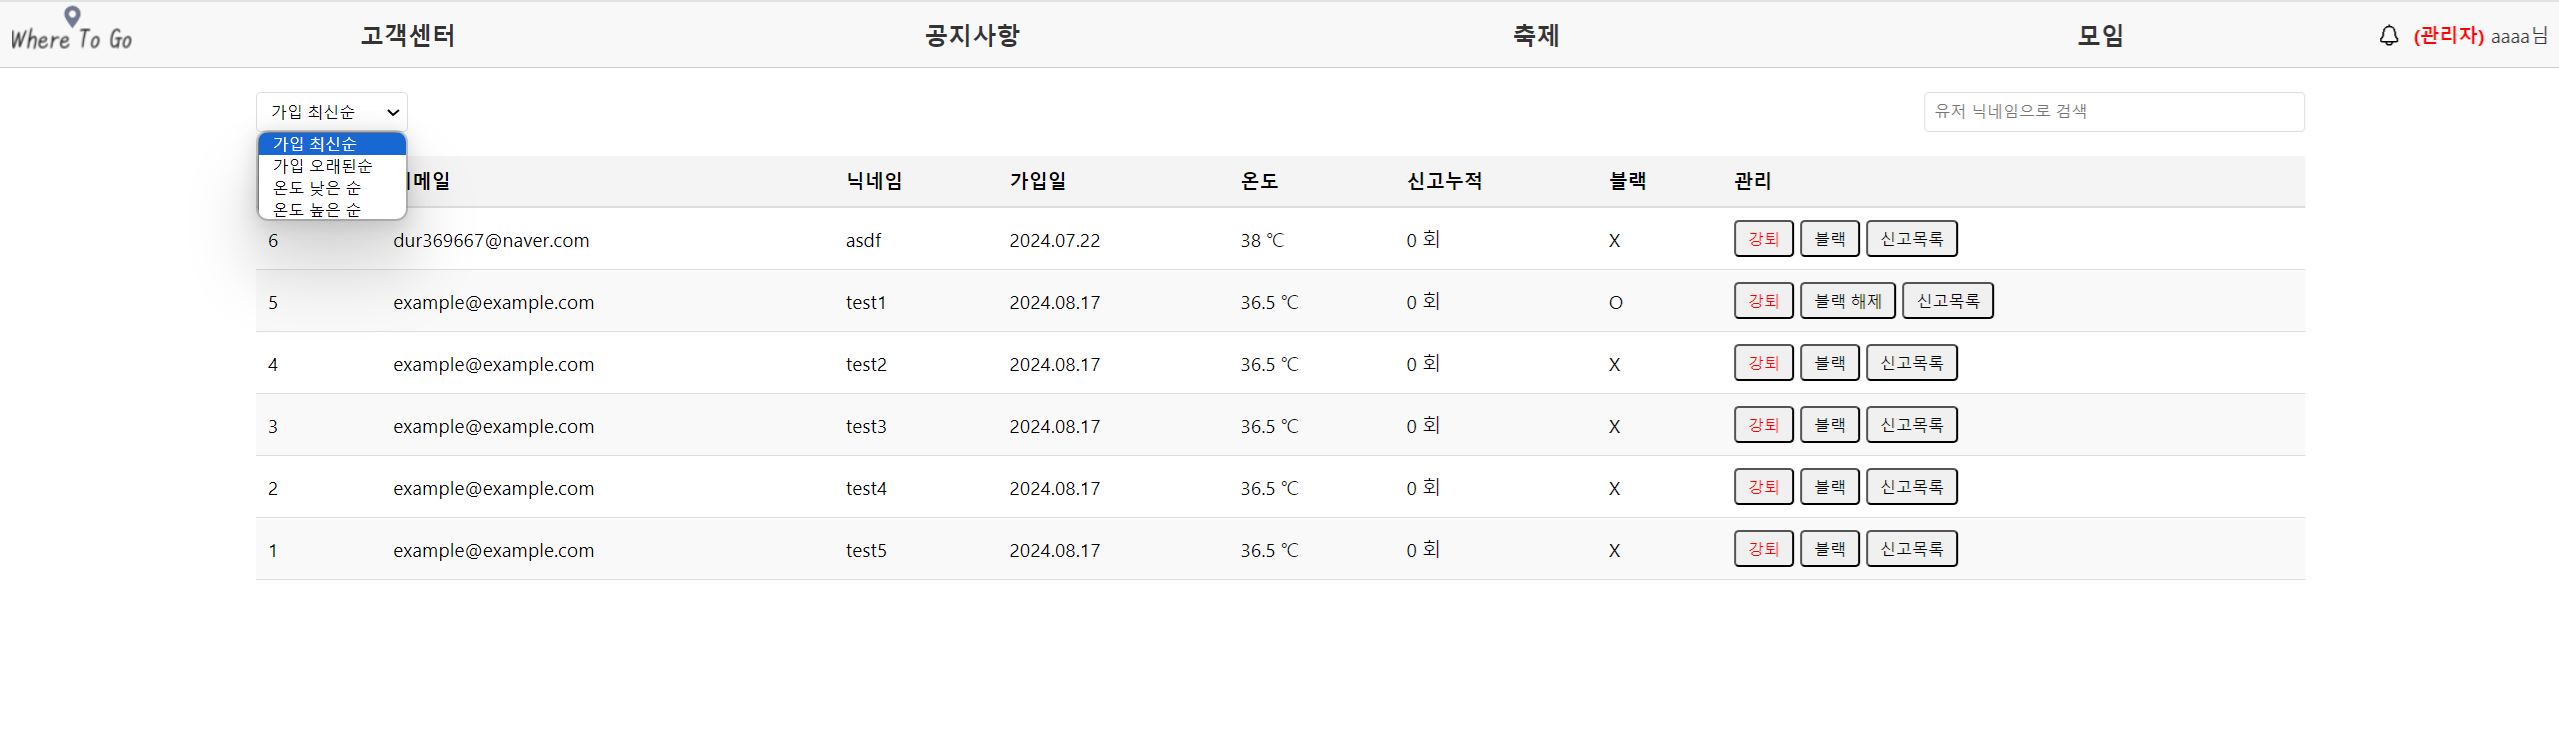 Where To Go 고객센터 공지사항 축제 모임 (관리자) aaaa님
가입 최신순 유저 닉네임으로 검색
가입 최신순
가입 오래된순
온도 낮은 순
온도 높은 순
메일 닉네임 가입일 온도 신고누적 블랙 관리
6 dur369667@naver.com asdf 2024.07.22 38 ℃ 0 회 X 강퇴 블랙 신고목록
5 example@example.com test1 2024.08.17 36.5 ℃ 0 회 O 강퇴 블랙 해제 신고목록
4 example@example.com test2 2024.08.17 36.5 ℃ 0 회 X 강퇴 블랙 신고목록
3 example@example.com test3 2024.08.17 36.5 ℃ 0 회 X 강퇴 블랙 신고목록
2 example@example.com test4 2024.08.17 36.5 ℃ 0 회 X 강퇴 블랙 신고목록
1 example@example.com test5 2024.08.17 36.5 ℃ 0 회 X 강퇴 블랙 신고목록